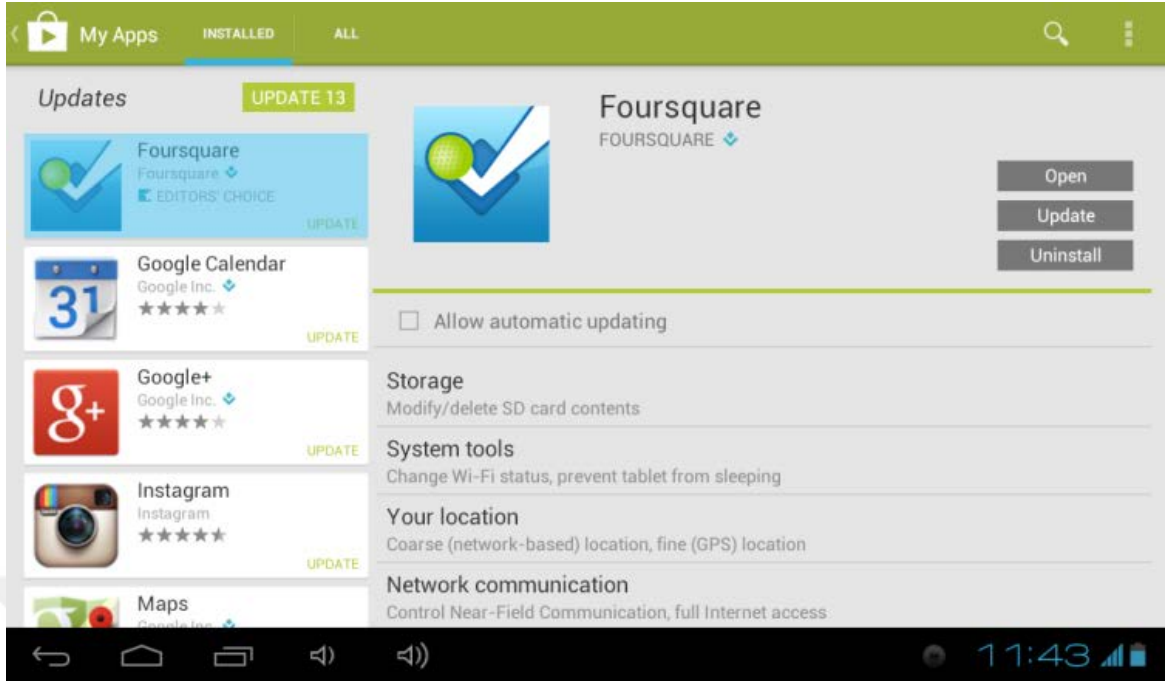 My Apps INSTALLED ALL
Updates UPDATE 13
Foursquare
Foursquare
EDITORS' CHOICE
UPDATE
31
Google Calendar
Google Inc.
UPDATE
g+
Google+
Google Inc.
UPDATE
Instagram
Instagram
UPDATE
Maps
Google Inc.
Foursquare
FOURSQUARE
Open
Update
Uninstall
Allow automatic updating
Storage
Modify/delete SD card contents
System tools
Change Wi-Fi status, prevent tablet from sleeping
Your location
Coarse (network-based) location, fine (GPS) location
Network communication
Control Near-Field Communication, full Internet access
11:43